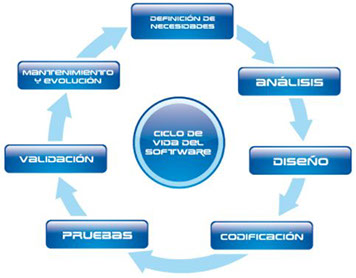 DEFINICIÓN DE
NECESIDADES
ANÁLISIS
DISEÑO
CODIFICACIÓN
PRUEBAS
VALIDACIÓN
MANTENIMIENTO
Y EVOLUCIÓN
CICLO DE
VIDA DEL
SOFTWARE